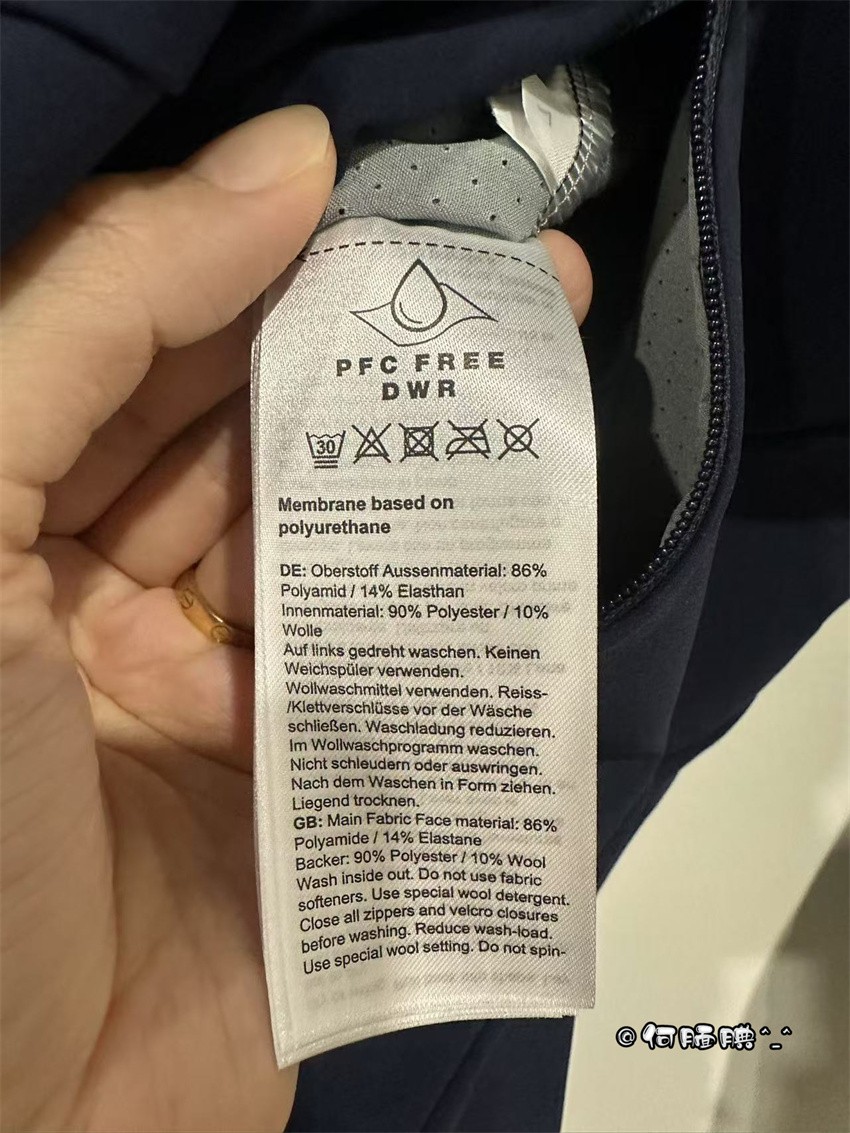 L
PFC FREE
DWR
30
Membrane based on
polyurethane
DE: Oberstoff Aussenmaterial: 86%
Polyamid / 14% Elasthan
Innenmaterial: 90% Polyester / 10%
Wolle
Auf links gedreht waschen. Keinen
Weichspüler verwenden.
Wollwaschmittel verwenden. Reiss-
/Klettverschlüsse vor der Wäsche
schließen. Waschladung reduzieren.
Im Wollwaschprogramm waschen.
Nicht schleudern oder auswringen.
Nach dem Waschen in Form ziehen.
Liegend trocknen.
GB: Main Fabric Face material: 86%
Polyamide / 14% Elastane
Backer: 90% Polyester / 10% Wool
Wash inside out. Do not use fabric
softeners. Use special wool detergent.
Close all zippers and velcro closures
before washing. Reduce wash-load.
Use special wool setting. Do not spin-
©何腼腆^_^